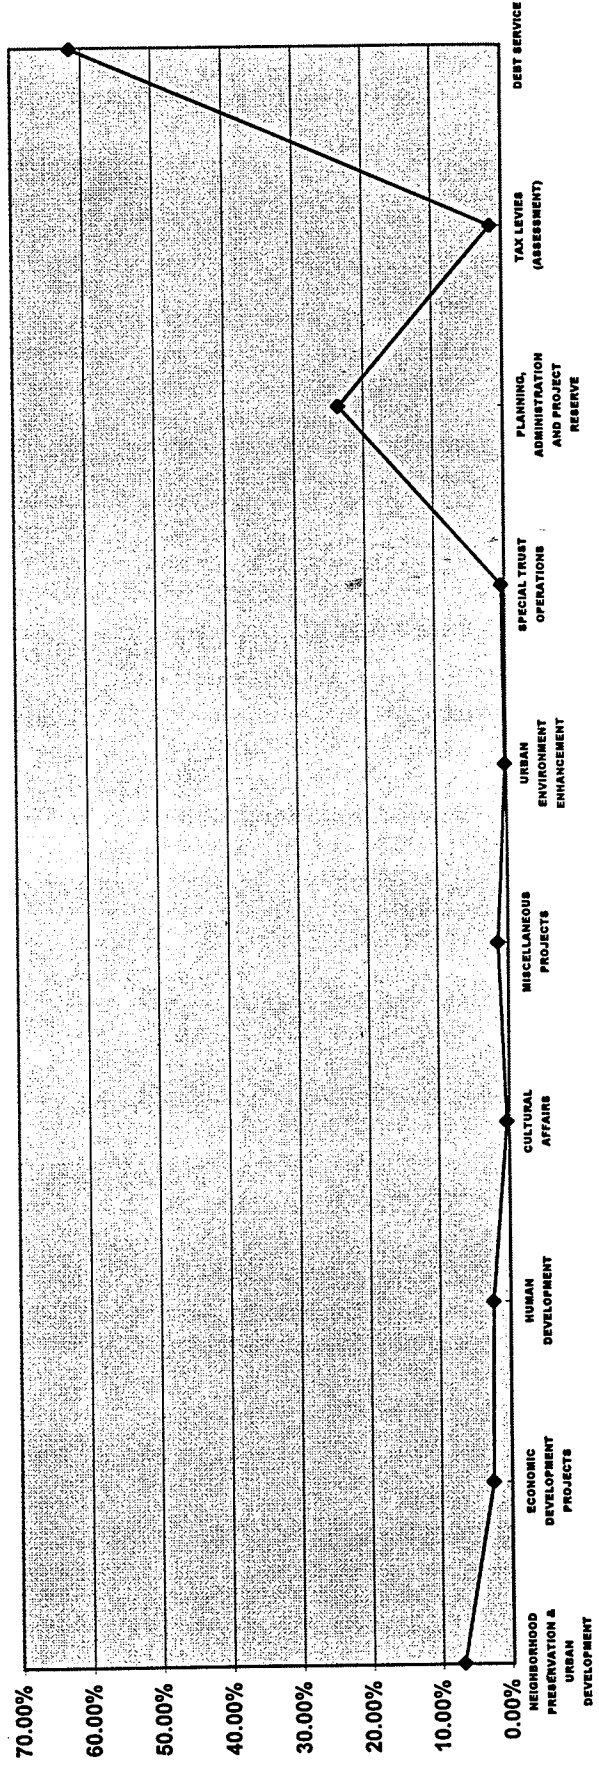 70.00%
60.00%
50.00%
40.00%
30.00%
20.00%
10.00%
0.00%
NEIGHBORHOOD
PRESERVATION &
URBAN
DEVELOPMENT
ECONOMIC
DEVELOPMENT
PROJECTS
HUMAN
DEVELOPMENT
CULTURAL
AFFAIRS
MISCELLANEOUS
PROJECTS
URBAN
ENVIRONMENT
ENHANCEMENT
SPECIAL TRUST
OPERATIONS
PLANNING,
ADMINISTRATION
AND PROJECT
RESERVE
TAX LEVIES
(ASSESSMENT)
DEBT SERVICE